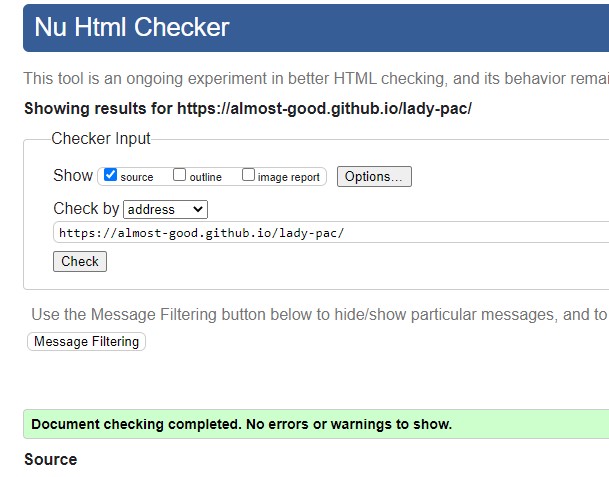 Nu Html Checker
This tool is an ongoing experiment in better HTML checking, and its behavior remai
Showing results for https://almost-good.github.io/lady-pac/
Checker Input
Show source outline image report Options...
Check by address
https://almost-good.github.io/lady-pac/
Check
Use the Message Filtering button below to hide/show particular messages, and to
Message Filtering
Document checking completed. No errors or warnings to show.
Source